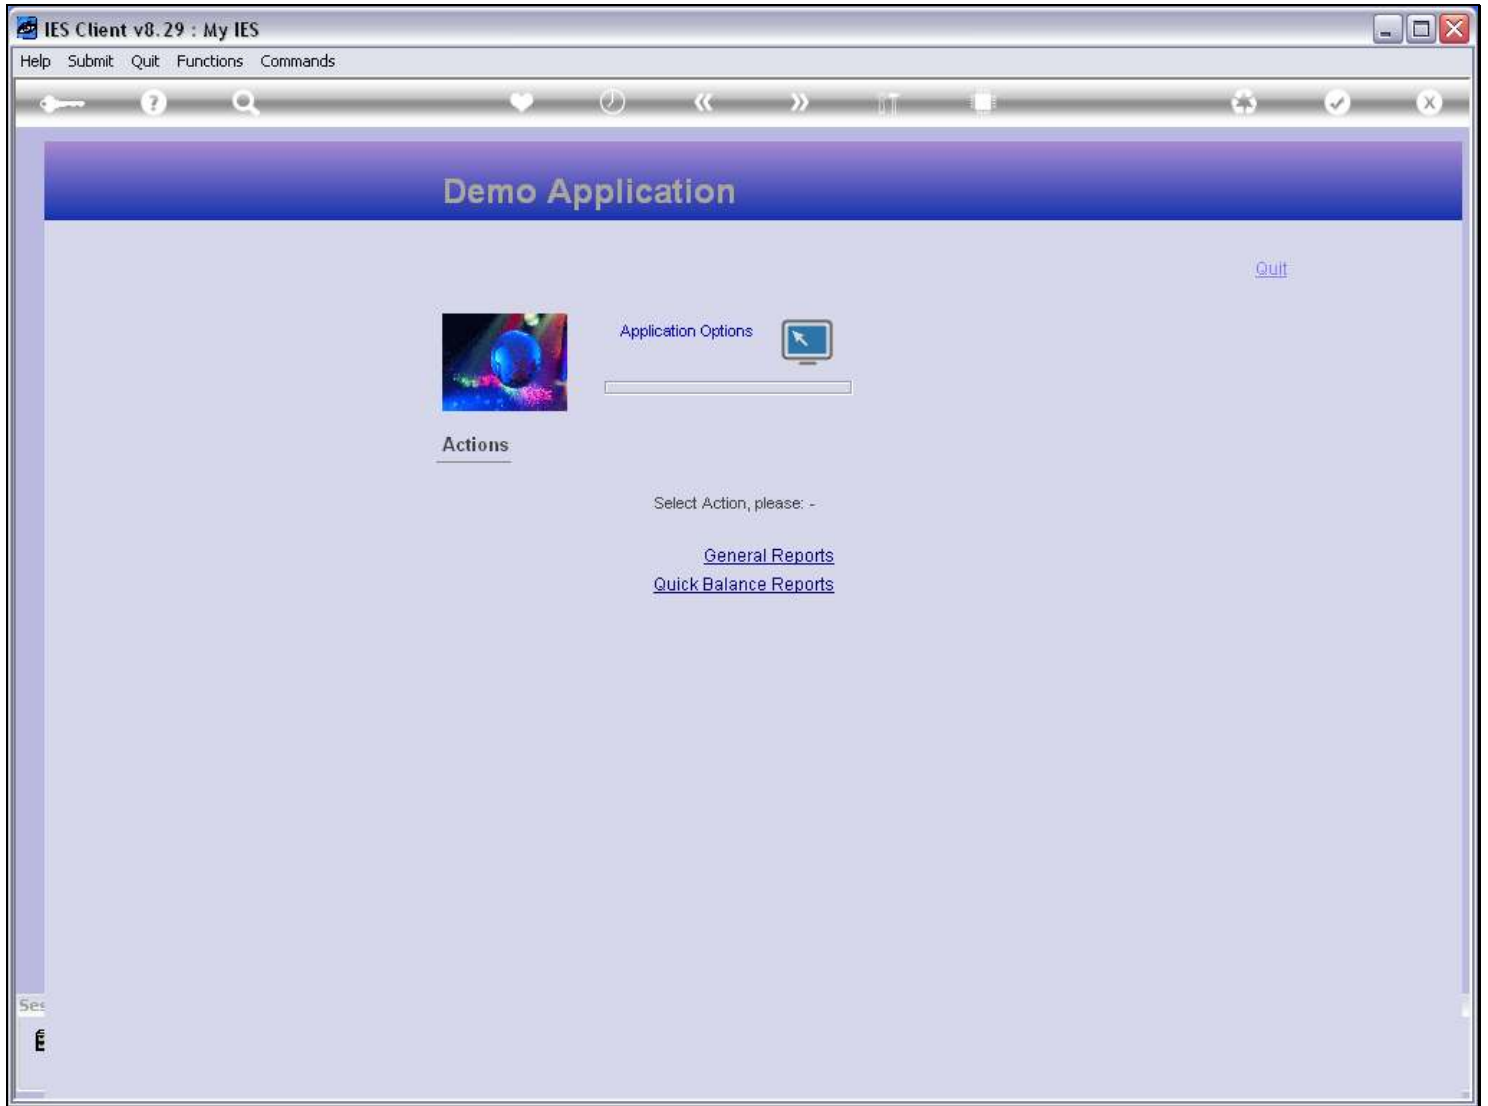 IES Client v8.29 : My IES
Help Submit Quit Functions Commands
Demo Application
Quit
Application Options
Actions
Select Action, please: -
General Reports
Quick Balance Reports